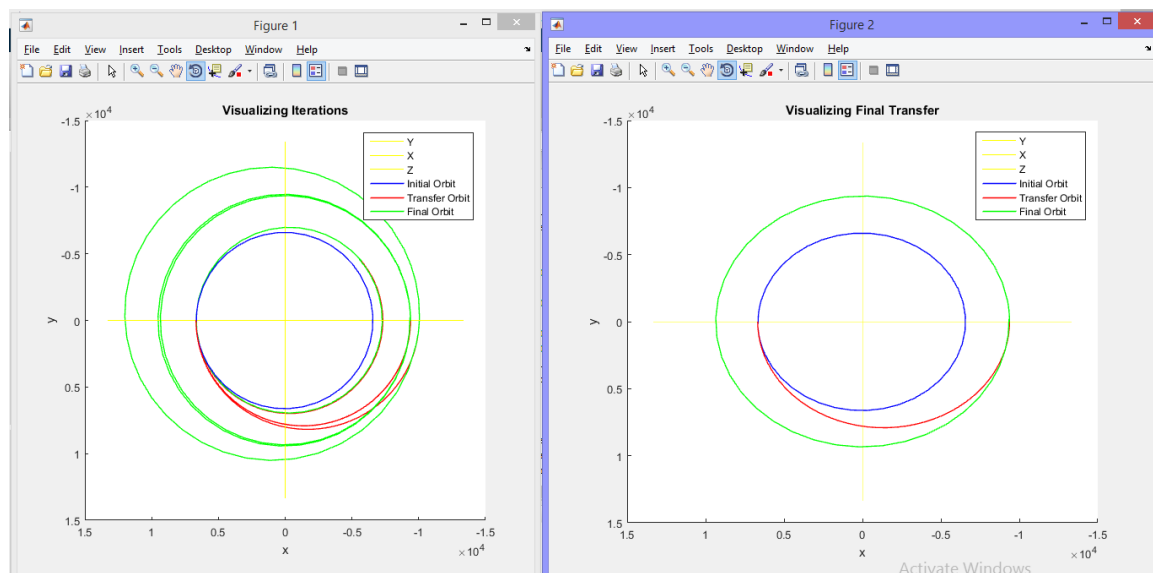 Figure 1
File Edit View Insert Tools Desktop Window Help
Visualizing Iterations
×10^4
-1.5
-1
-0.5
0
0.5
1
1.5
y
1.5 1 0.5 0 -0.5 -1 -1.5
x
×10^4
Y
X
Z
Initial Orbit
Transfer Orbit
Final Orbit
Figure 2
File Edit View Insert Tools Desktop Window Help
Visualizing Final Transfer
×10^4
-1.5
-1
-0.5
0
0.5
1
1.5
y
1.5 1 0.5 0 -0.5 -1 -1.5
x
×10^4
Y
X
Z
Initial Orbit
Transfer Orbit
Final Orbit
Activate Windows